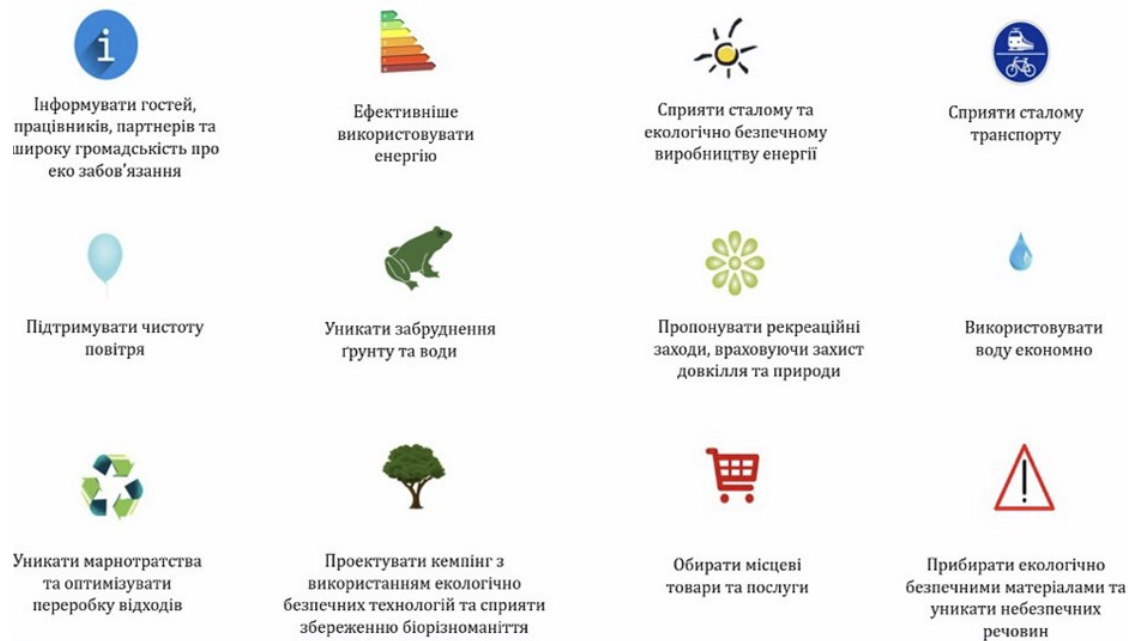 i
Інформувати гостей,
працівників, партнерів та
широку громадськість про
еко забов'язання
Ефективніше
використовувати
енергію
Сприяти сталому та
екологічно безпечному
виробництву енергії
Сприяти сталому
транспорту
Підтримувати чистоту
повітря
Уникати забруднення
ґрунту та води
Пропонувати рекреаційні
заходи, враховуючи захист
довкілля та природи
Використовувати
воду економно
Уникати марнотратства
та оптимізувати
переробку відходів
Проектувати кемпінг з
використанням екологічно
безпечних технологій та сприяти
збереженню біорізноманіття
Обирати місцеві
товари та послуги
Прибирати екологічно
безпечними матеріалами та
уникати небезпечних
речовин